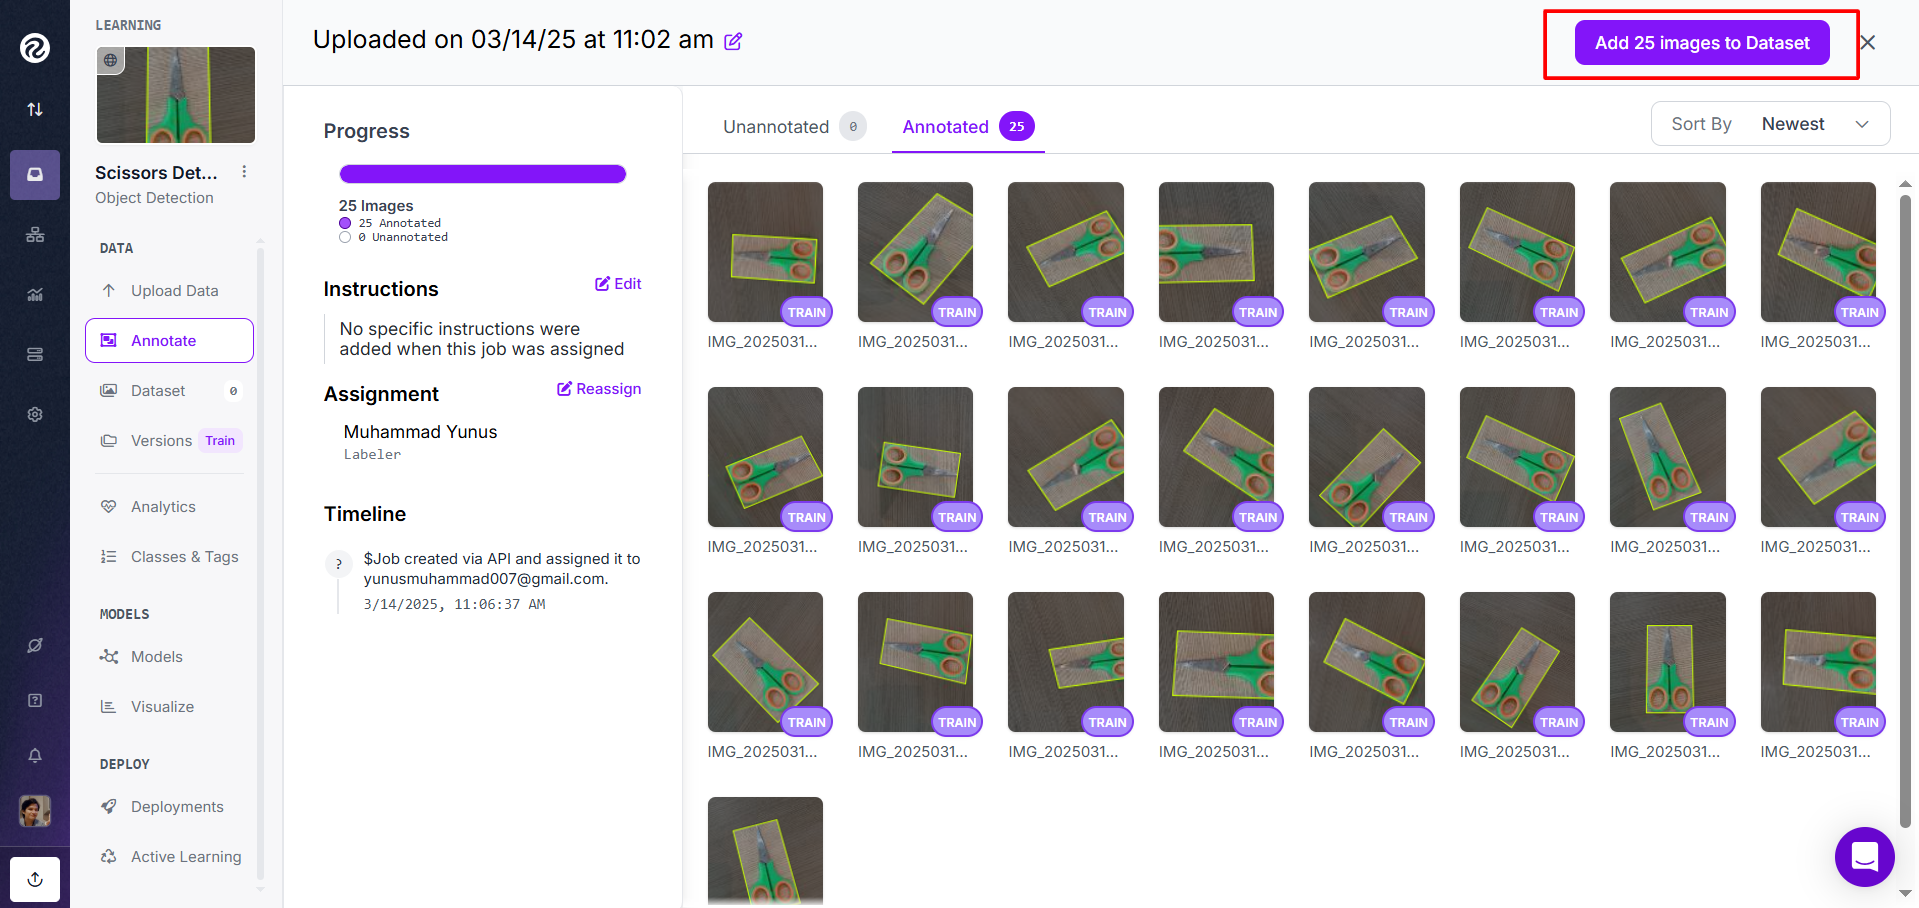 LEARNING
Scissors Det...
Object Detection
DATA
Upload Data
Annotate
Dataset 0
Versions Train
Analytics
Classes & Tags
MODELS
Models
Visualize
DEPLOY
Deployments
Active Learning
Uploaded on 03/14/25 at 11:02 am
Add 25 images to Dataset
Progress
25 Images
25 Annotated
0 Unannotated
Instructions Edit
No specific instructions were
added when this job was assigned
Assignment Reassign
Muhammad Yunus
Labeler
Timeline
? $Job created via API and assigned it to
yunusmuhammad007@gmail.com.
3/14/2025, 11:06:37 AM
Unannotated 0 Annotated 25
Sort By Newest
TRAIN TRAIN TRAIN TRAIN TRAIN TRAIN TRAIN TRAIN
IMG_2025031... IMG_2025031... IMG_2025031... IMG_2025031... IMG_2025031... IMG_2025031... IMG_2025031... IMG_2025031...
TRAIN TRAIN TRAIN TRAIN TRAIN TRAIN TRAIN TRAIN
IMG_2025031... IMG_2025031... IMG_2025031... IMG_2025031... IMG_2025031... IMG_2025031... IMG_2025031... IMG_2025031...
TRAIN TRAIN TRAIN TRAIN TRAIN TRAIN TRAIN TRAIN
IMG_2025031... IMG_2025031... IMG_2025031... IMG_2025031... IMG_2025031... IMG_2025031... IMG_2025031... IMG_2025031...